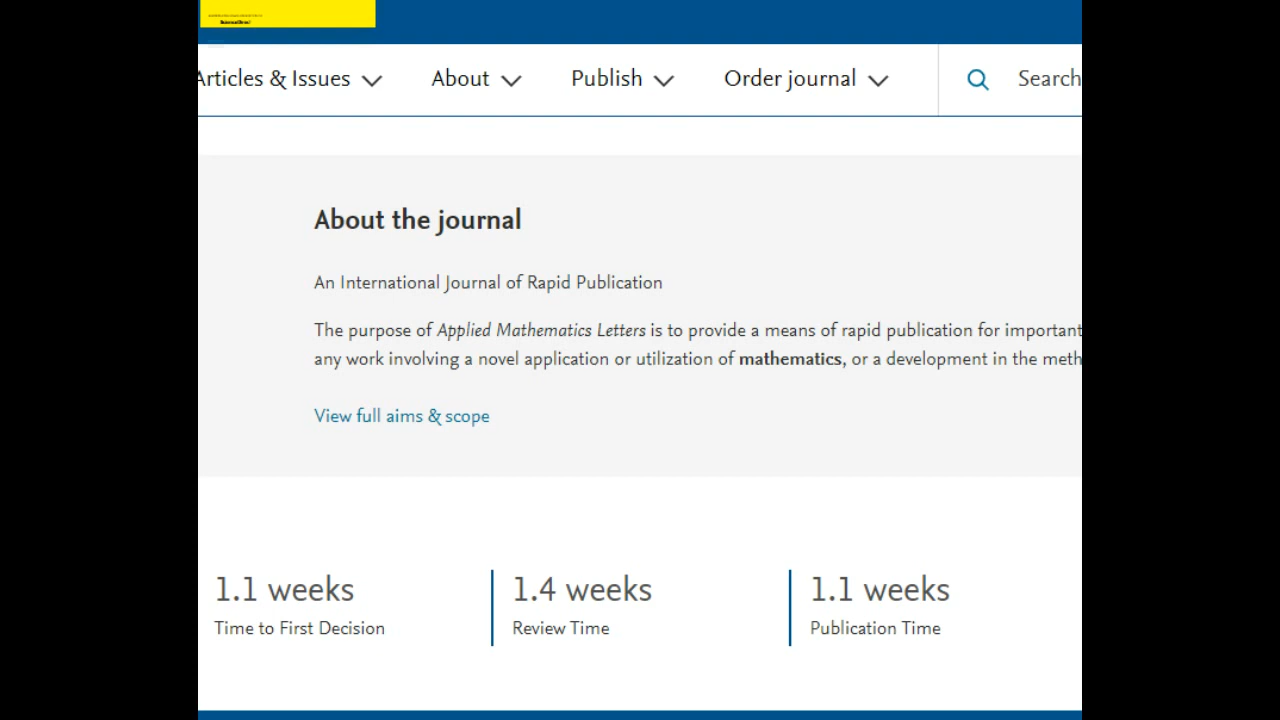 Articles & Issues About Publish Order journal Search
About the journal
An International Journal of Rapid Publication
The purpose of Applied Mathematics Letters is to provide a means of rapid publication for important
any work involving a novel application or utilization of mathematics, or a development in the meth
View full aims & scope
1.1 weeks 1.4 weeks 1.1 weeks
Time to First Decision Review Time Publication Time